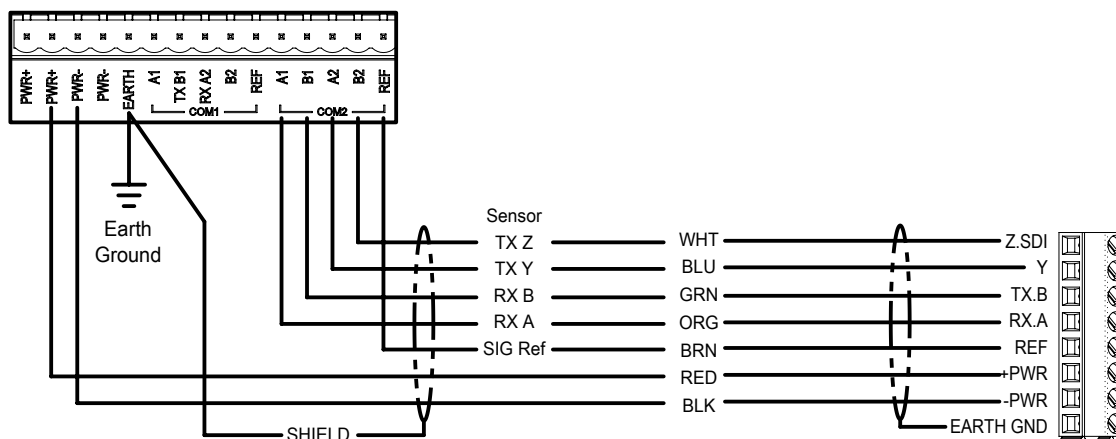 PWR+
PWR+
PWR-
PWR-
EARTH
A1
TX B1
RX A2
B2
REF
A1
B1
A2
B2
REF
COM1
COM2
Earth
Ground
Sensor
TX Z WHT Z.SDI
TX Y BLU Y
RX B GRN TX.B
RX A ORG RX.A
SIG Ref BRN REF
RED +PWR
BLK -PWR
SHIELD EARTH GND